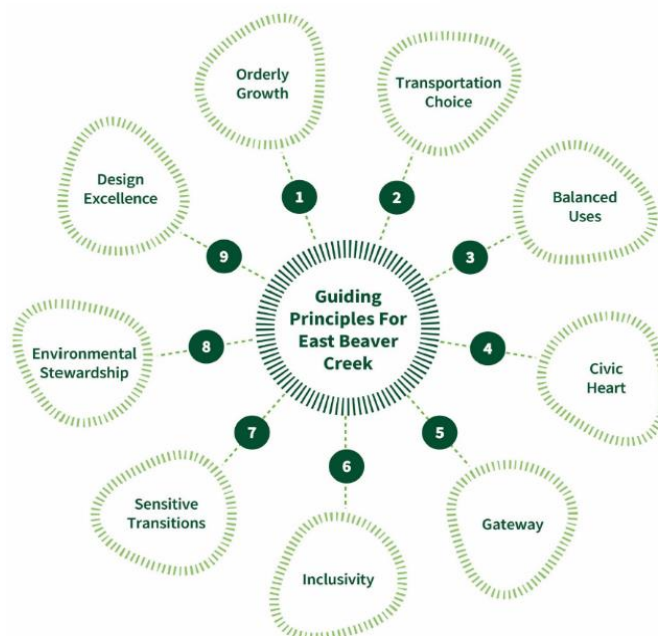 Guiding
Principles For
East Beaver
Creek
1
Orderly
Growth
2
Transportation
Choice
3
Balanced
Uses
4
Civic
Heart
5
Gateway
6
Inclusivity
7
Sensitive
Transitions
8
Environmental
Stewardship
9
Design
Excellence